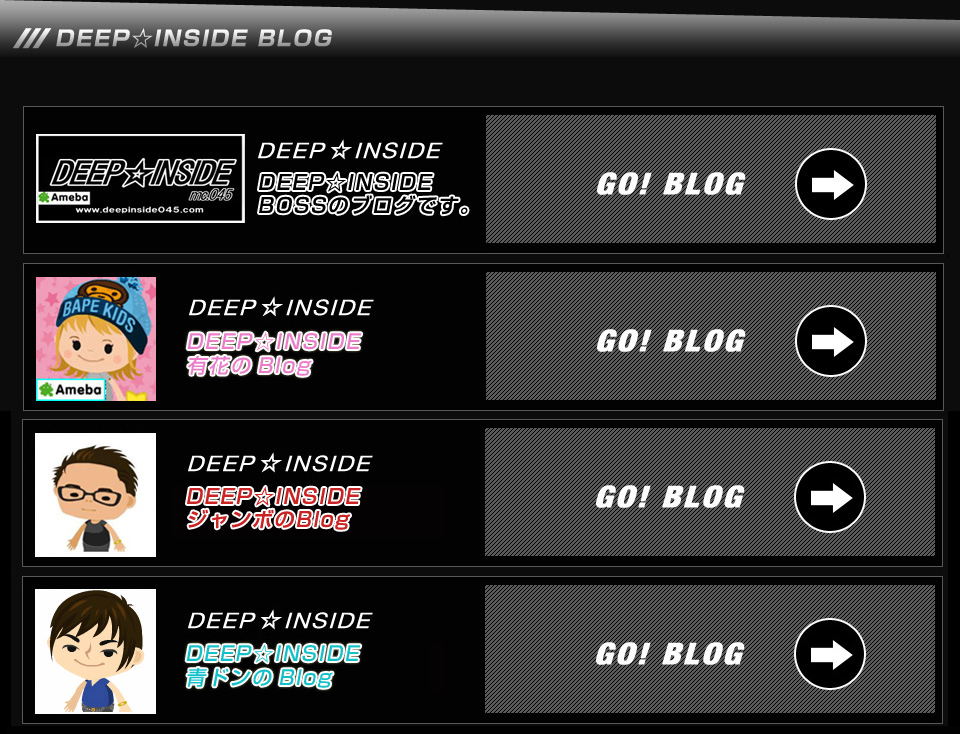 DEEP☆INSIDE BLOG
DEEP☆INSIDE
mc.045
Ameba
www.deepinside045.com
DEEP☆INSIDE
DEEP☆INSIDE
BOSSのブログです。
GO! BLOG
BAPE KIDS
Ameba
DEEP☆INSIDE
DEEP☆INSIDE
有花の Blog
GO! BLOG
DEEP☆INSIDE
DEEP☆INSIDE
ジャンボのBlog
GO! BLOG
DEEP☆INSIDE
DEEP☆INSIDE
青ドンの Blog
GO! BLOG